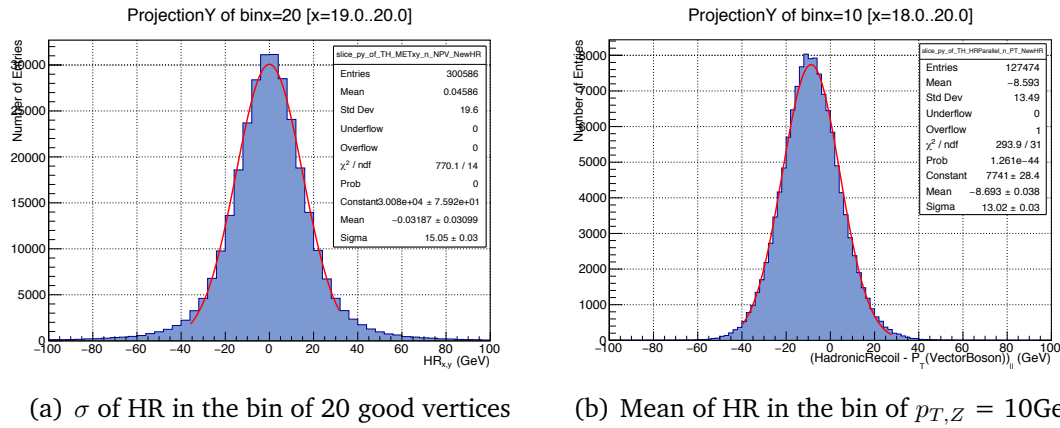 ProjectionY of binx=20 [x=19.0..20.0]
Number of Entries
30000
25000
20000
15000
10000
5000
0
−100 −80 −60 −40 −20 0 20 40 60 80 100
HRx,y (GeV)
slice_py_of_TH_METxy_n_NPV_NewHR
Entries 300586
Mean 0.04586
Std Dev 19.6
Underflow 0
Overflow 0
χ² / ndf 770.1 / 14
Prob 0
Constant 3.008e+04 ± 7.592e+01
Mean −0.03187 ± 0.03099
Sigma 15.05 ± 0.03
(a) σ of HR in the bin of 20 good vertices
ProjectionY of binx=10 [x=18.0..20.0]
Number of Entries
8000
7000
6000
5000
4000
3000
2000
1000
0
−100 −80 −60 −40 −20 0 20 40 60 80 100
(HadronicRecoil - PT(VectorBoson))|| (GeV)
slice_py_of_TH_HRParallel_n_PT_NewHR
Entries 127474
Mean −8.593
Std Dev 13.49
Underflow 0
Overflow 1
χ² / ndf 293.9 / 31
Prob 1.261e−44
Constant 7741 ± 28.4
Mean −8.693 ± 0.038
Sigma 13.02 ± 0.03
(b) Mean of HR in the bin of pT,Z = 10Ge